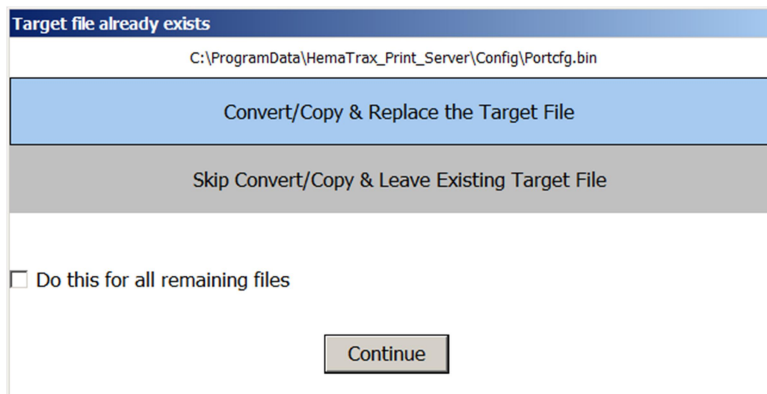 Target file already exists
C:\ProgramData\HemaTrax_Print_Server\Config\Portcfg.bin
Convert/Copy & Replace the Target File
Skip Convert/Copy & Leave Existing Target File
Do this for all remaining files
Continue